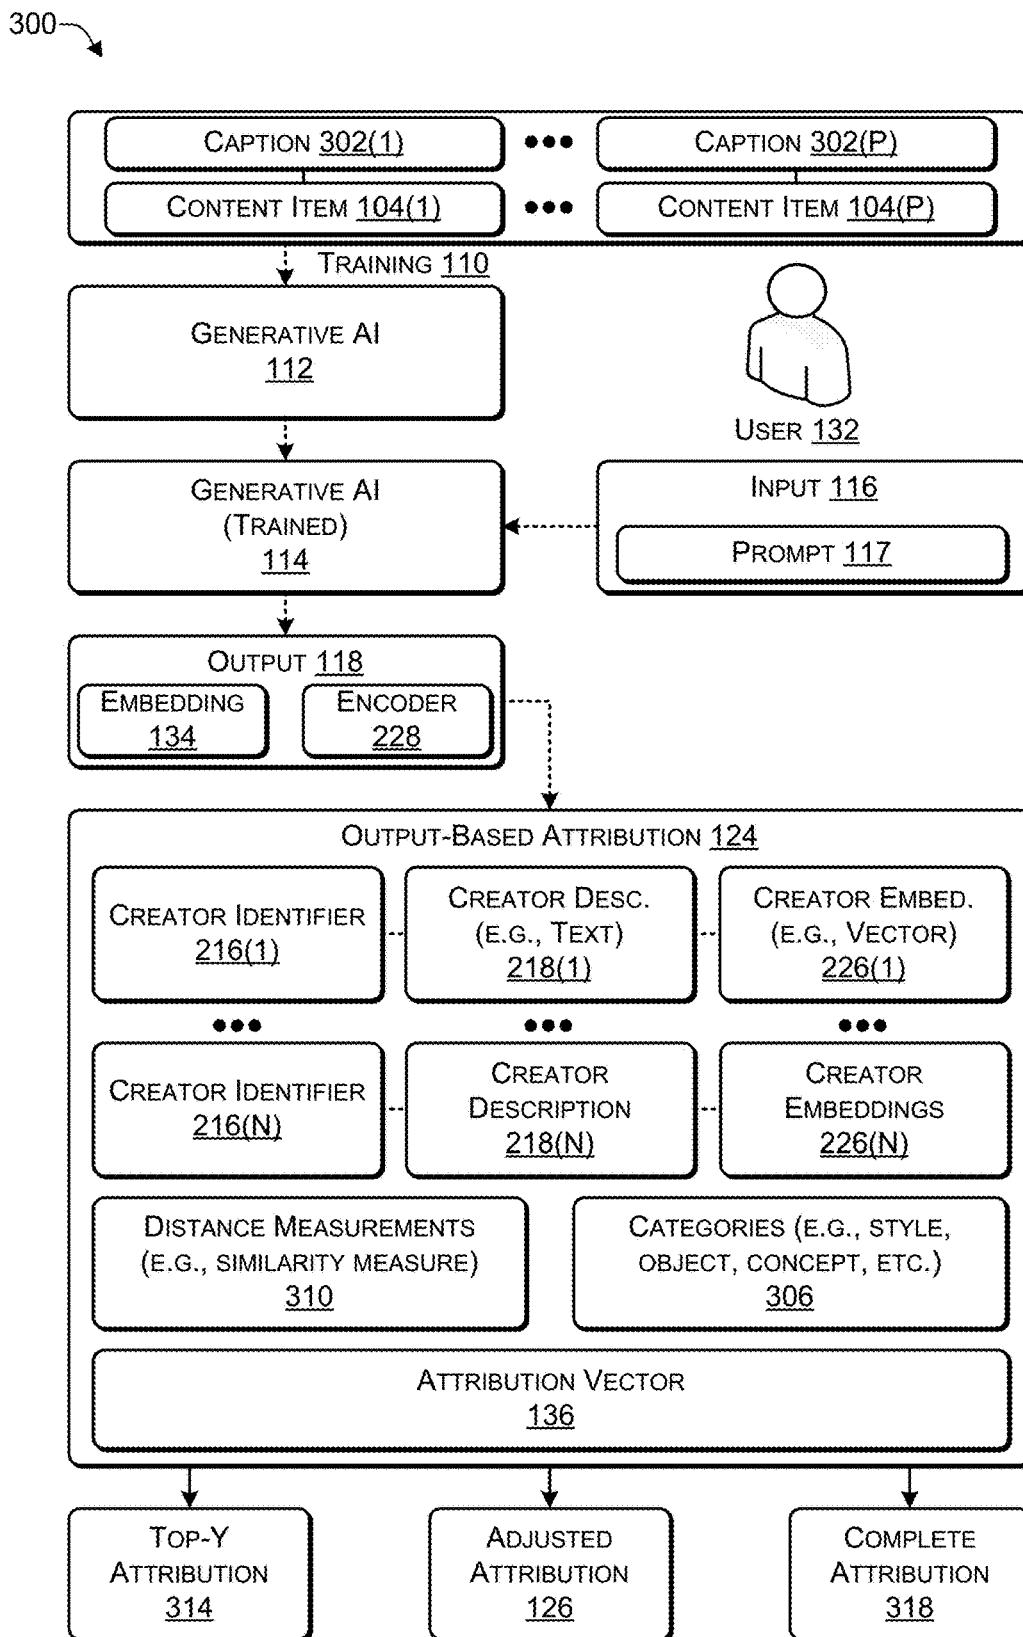 300
CAPTION 302(1) ●●● CAPTION 302(P)
CONTENT ITEM 104(1) ●●● CONTENT ITEM 104(P)
TRAINING 110
GENERATIVE AI
112
USER 132
GENERATIVE AI
(TRAINED)
114
INPUT 116
PROMPT 117
OUTPUT 118
EMBEDDING
134
ENCODER
228
OUTPUT-BASED ATTRIBUTION 124
CREATOR IDENTIFIER
216(1)
CREATOR DESC.
(E.G., TEXT)
218(1)
CREATOR EMBED.
(E.G., VECTOR)
226(1)
●●● ●●● ●●●
CREATOR IDENTIFIER
216(N)
CREATOR
DESCRIPTION
218(N)
CREATOR
EMBEDDINGS
226(N)
DISTANCE MEASUREMENTS
(E.G., SIMILARITY MEASURE)
310
CATEGORIES (E.G., STYLE,
OBJECT, CONCEPT, ETC.)
306
ATTRIBUTION VECTOR
136
TOP-Y
ATTRIBUTION
314
ADJUSTED
ATTRIBUTION
126
COMPLETE
ATTRIBUTION
318